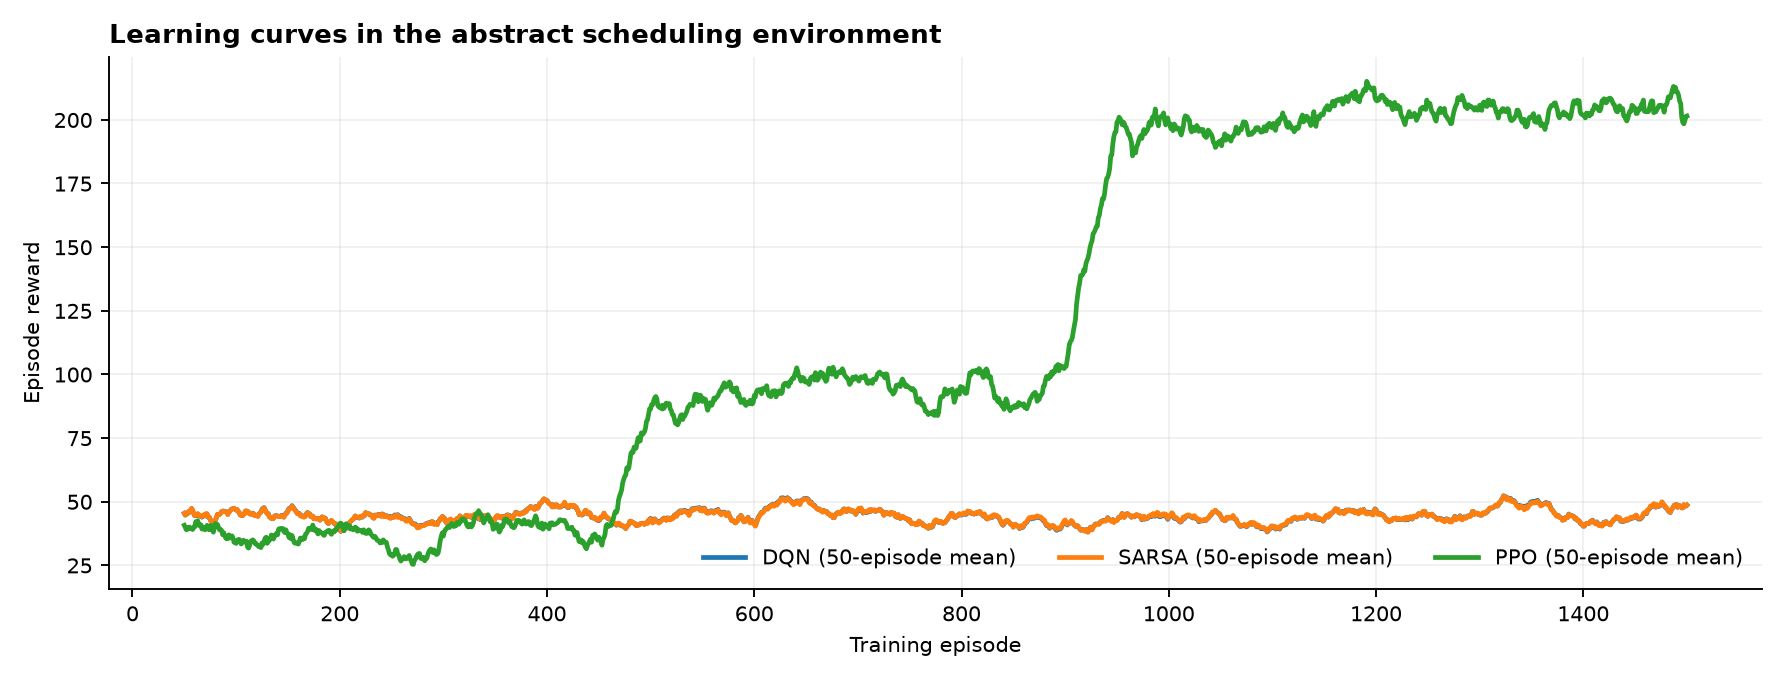 Learning curves in the abstract scheduling environment
Episode reward
200
175
150
125
100
75
50
25
DQN (50-episode mean)
SARSA (50-episode mean)
PPO (50-episode mean)
0
200
400
600
800
1000
1200
1400
Training episode